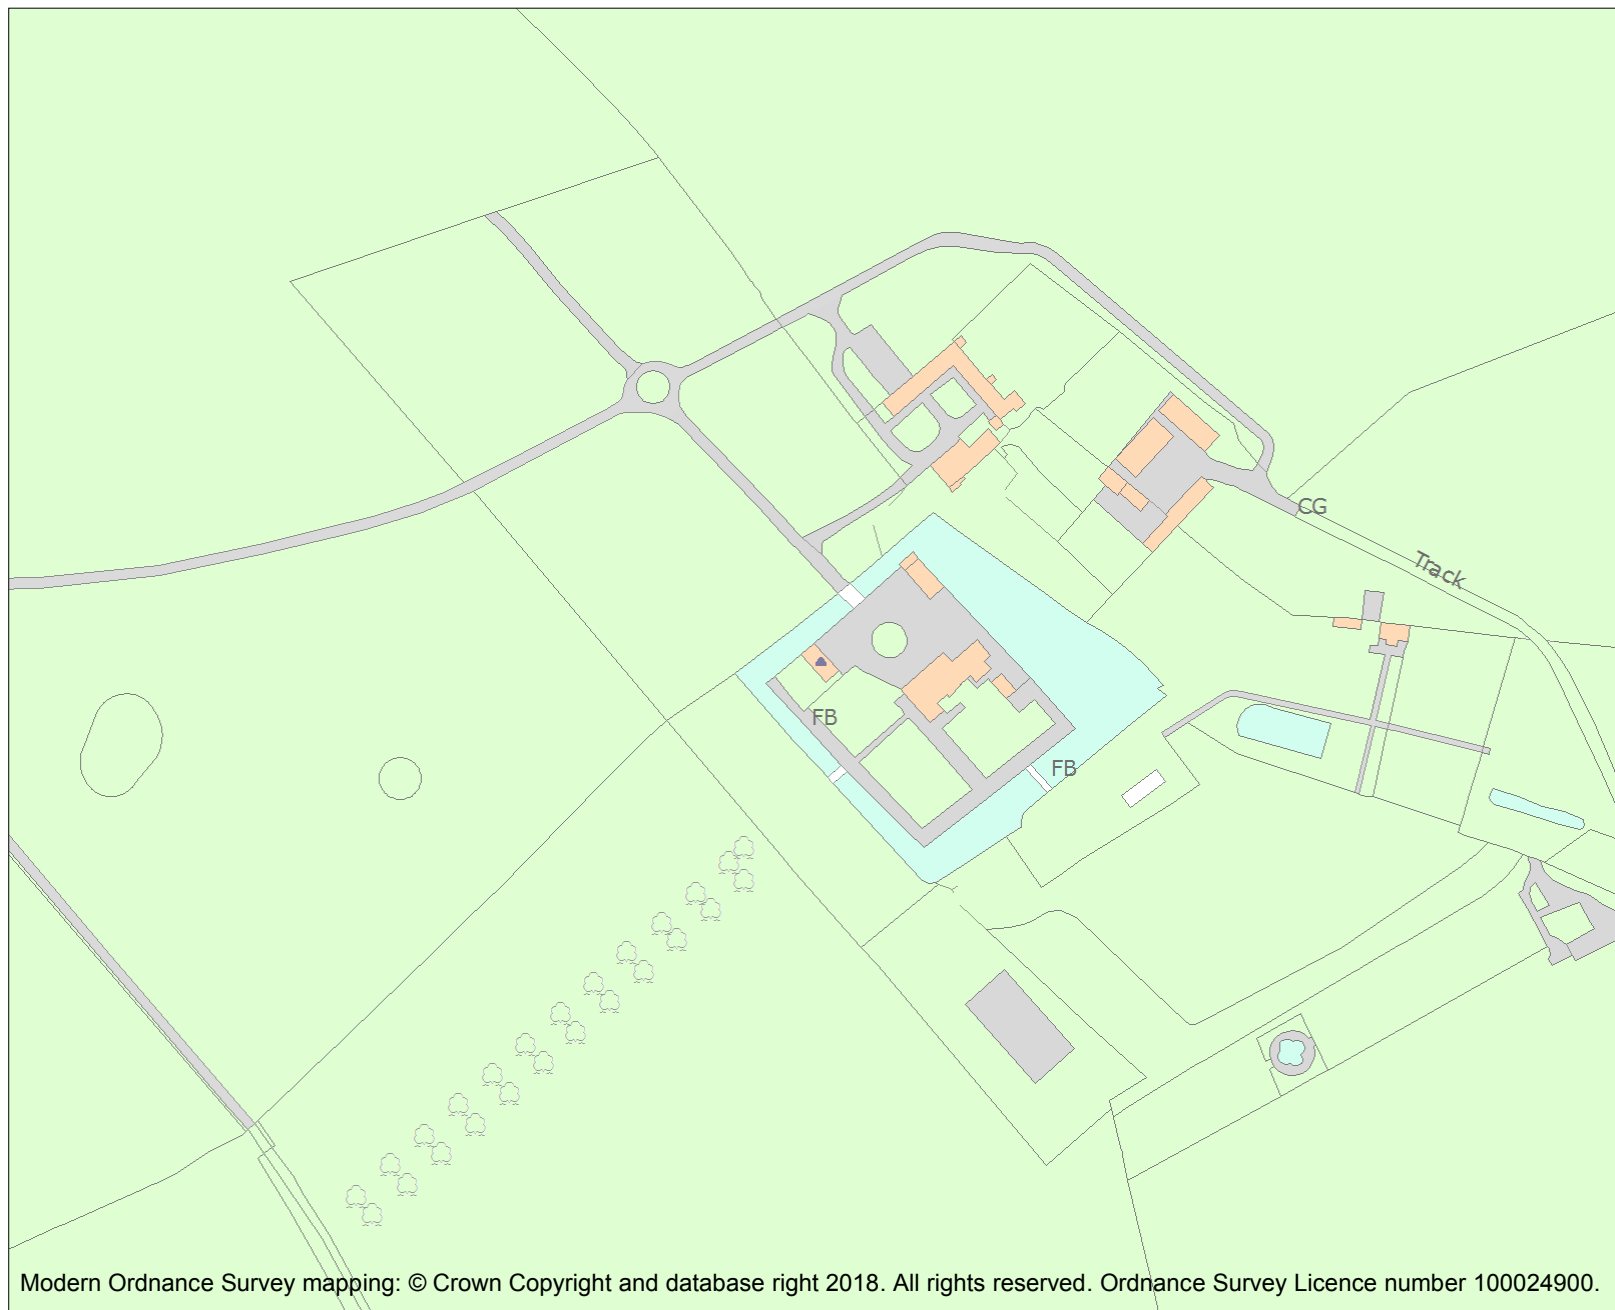 CG
Track
FB
FB
Modern Ordnance Survey mapping: © Crown Copyright and database right 2018. All rights reserved. Ordnance Survey Licence number 100024900.